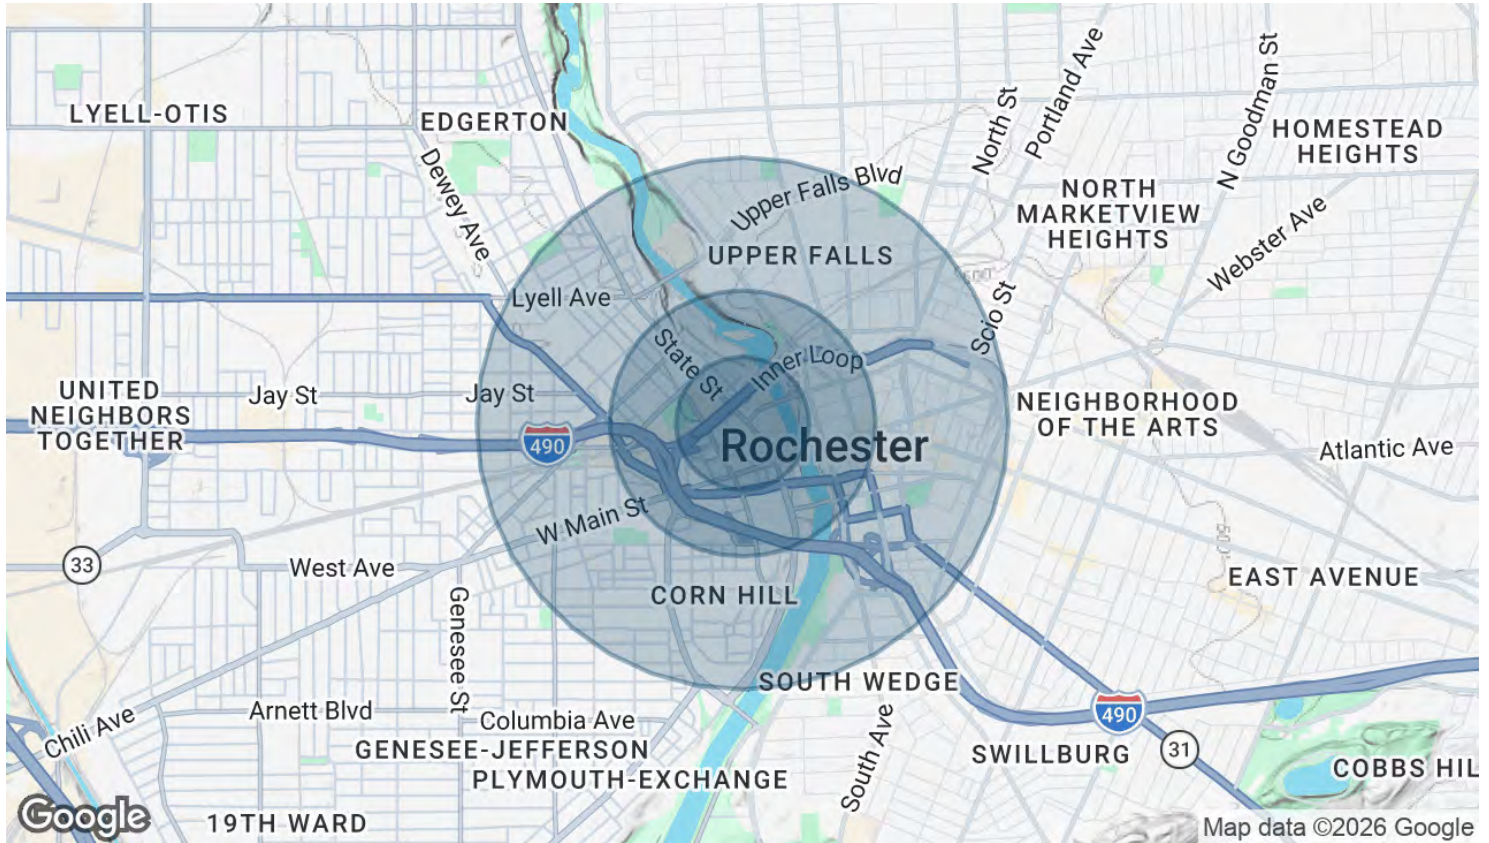 LYELL-OTIS
EDGERTON
Dewey Ave
North St
Portland Ave
N Goodman St
HOMESTEAD
HEIGHTS
Upper Falls Blvd
NORTH
MARKETVIEW
HEIGHTS
Webster Ave
UPPER FALLS
Lyell Ave
Scio St
State St
Inner Loop
UNITED
NEIGHBORS
TOGETHER
Jay St
Jay St
NEIGHBORHOOD
OF THE ARTS
490
Rochester
Atlantic Ave
W Main St
33
West Ave
EAST AVENUE
CORN HILL
Genesee St
SOUTH WEDGE
Chili Ave
Arnett Blvd
Columbia Ave
490
GENESEE-JEFFERSON
South Ave
SWILLBURG
31
PLYMOUTH-EXCHANGE
COBBS HIL
Google
19TH WARD
Map data ©2026 Google